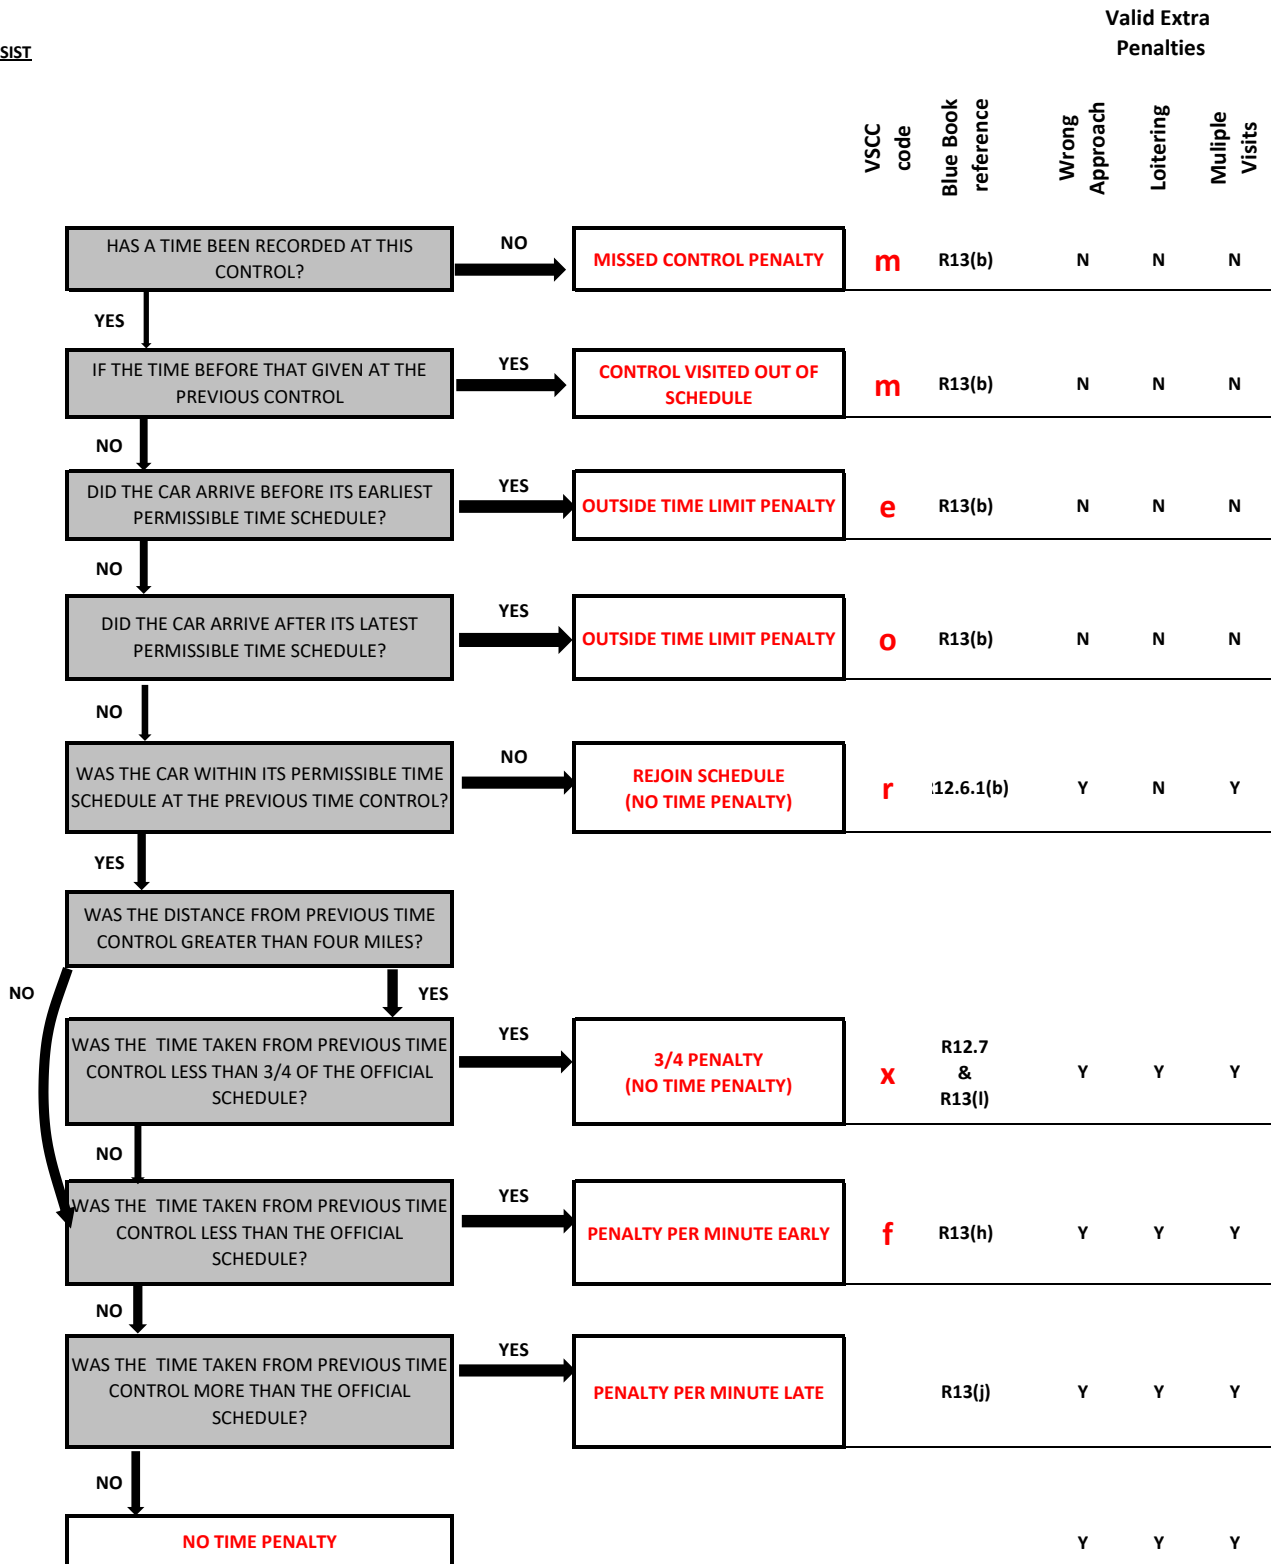 Valid Extra
Penalties
SIST
VSCC
code
Blue Book
reference
Wrong
Approach
Loitering
Muliple
Visits
HAS A TIME BEEN RECORDED AT THIS
CONTROL?
NO
MISSED CONTROL PENALTY
m
R13(b)
N
N
N
YES
IF THE TIME BEFORE THAT GIVEN AT THE
PREVIOUS CONTROL
YES
CONTROL VISITED OUT OF
SCHEDULE
m
R13(b)
N
N
N
NO
DID THE CAR ARRIVE BEFORE ITS EARLIEST
PERMISSIBLE TIME SCHEDULE?
YES
OUTSIDE TIME LIMIT PENALTY
e
R13(b)
N
N
N
NO
DID THE CAR ARRIVE AFTER ITS LATEST
PERMISSIBLE TIME SCHEDULE?
YES
OUTSIDE TIME LIMIT PENALTY
o
R13(b)
N
N
N
NO
WAS THE CAR WITHIN ITS PERMISSIBLE TIME
SCHEDULE AT THE PREVIOUS TIME CONTROL?
NO
REJOIN SCHEDULE
(NO TIME PENALTY)
r
12.6.1(b)
Y
N
Y
YES
WAS THE DISTANCE FROM PREVIOUS TIME
CONTROL GREATER THAN FOUR MILES?
NO
YES
WAS THE  TIME TAKEN FROM PREVIOUS TIME
CONTROL LESS THAN 3/4 OF THE OFFICIAL
SCHEDULE?
YES
3/4 PENALTY
(NO TIME PENALTY)
x
R12.7
&
R13(l)
Y
Y
Y
NO
WAS THE  TIME TAKEN FROM PREVIOUS TIME
CONTROL LESS THAN THE OFFICIAL
SCHEDULE?
YES
PENALTY PER MINUTE EARLY
f
R13(h)
Y
Y
Y
NO
WAS THE  TIME TAKEN FROM PREVIOUS TIME
CONTROL MORE THAN THE OFFICIAL
SCHEDULE?
YES
PENALTY PER MINUTE LATE
R13(j)
Y
Y
Y
NO
NO TIME PENALTY
Y
Y
Y